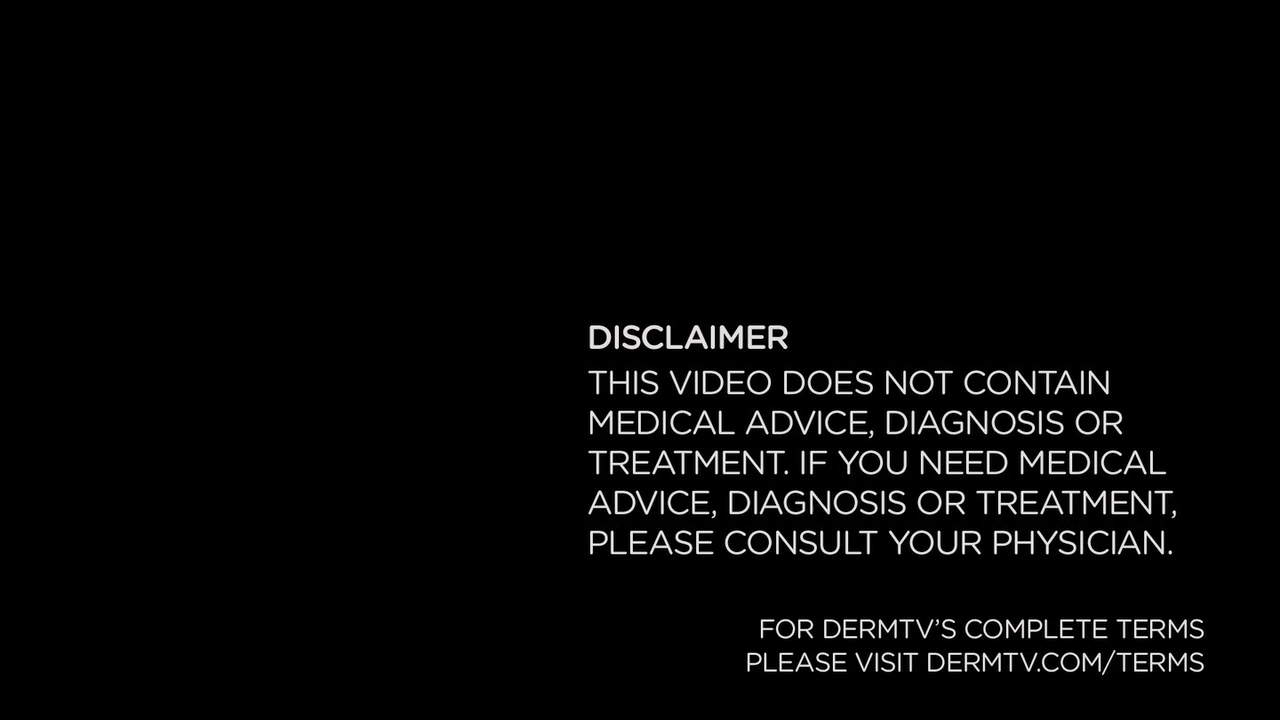 DISCLAIMER
THIS VIDEO DOES NOT CONTAIN
MEDICAL ADVICE, DIAGNOSIS OR
TREATMENT. IF YOU NEED MEDICAL
ADVICE, DIAGNOSIS OR TREATMENT,
PLEASE CONSULT YOUR PHYSICIAN.
FOR DERMTV’S COMPLETE TERMS
PLEASE VISIT DERMTV.COM/TERMS